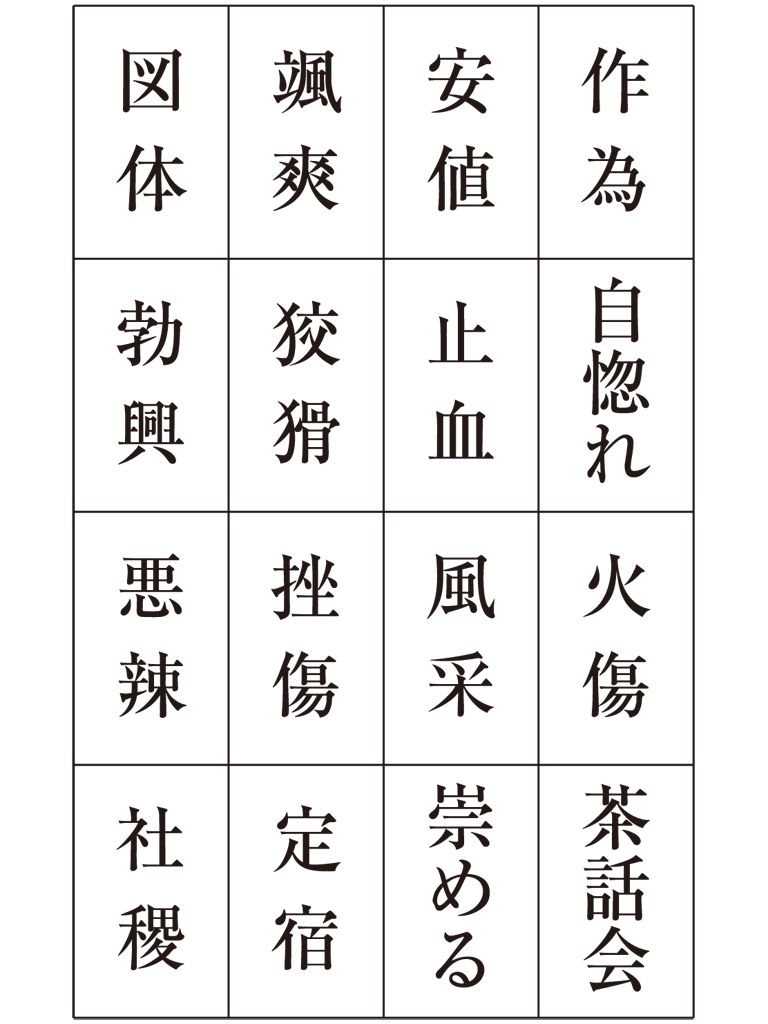 作為
安値
颯爽
図体
自惚れ
止血
狡猾
勃興
火傷
風采
挫傷
悪辣
茶話会
崇める
定宿
社稷